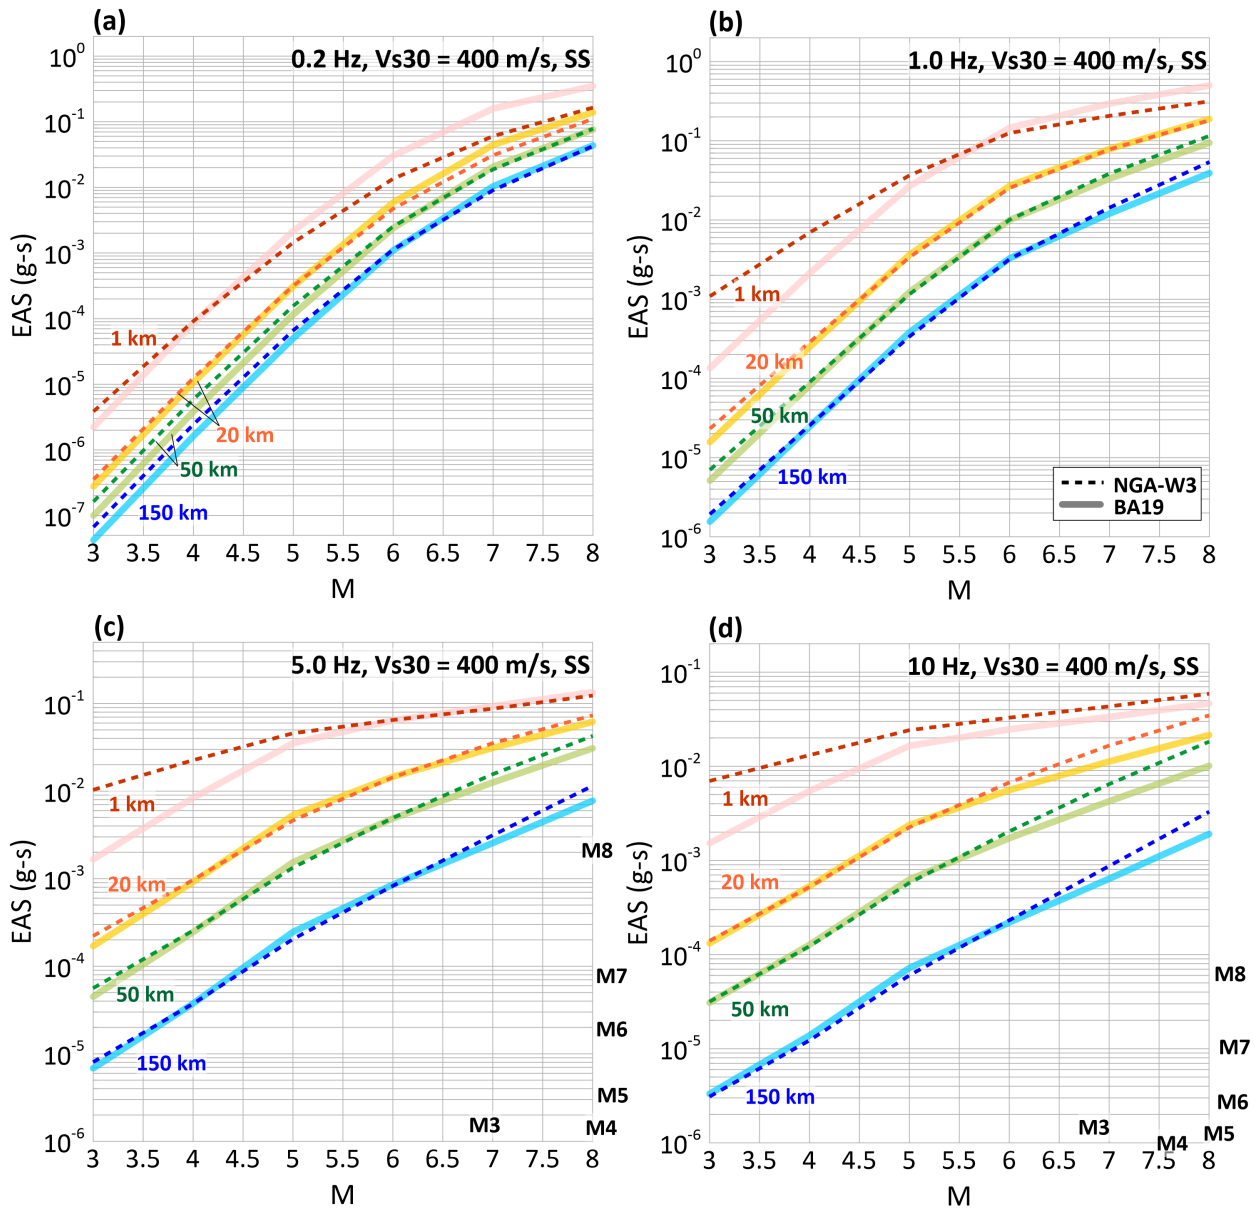 (a)
0.2 Hz, Vs30 = 400 m/s, SS
EAS (g-s)
10^0
10^-1
10^-2
10^-3
10^-4
10^-5
10^-6
10^-7
1 km
20 km
50 km
150 km
3 3.5 4 4.5 5 5.5 6 6.5 7 7.5 8
M
(b)
1.0 Hz, Vs30 = 400 m/s, SS
EAS (g-s)
10^0
10^-1
10^-2
10^-3
10^-4
10^-5
10^-6
1 km
20 km
50 km
150 km
NGA-W3
BA19
3 3.5 4 4.5 5 5.5 6 6.5 7 7.5 8
M
(c)
5.0 Hz, Vs30 = 400 m/s, SS
EAS (g-s)
10^-1
10^-2
10^-3
10^-4
10^-5
10^-6
1 km
20 km
50 km
150 km
M8
M7
M6
M5
M3
M4
3 3.5 4 4.5 5 5.5 6 6.5 7 7.5 8
M
(d)
10 Hz, Vs30 = 400 m/s, SS
EAS (g-s)
10^-1
10^-2
10^-3
10^-4
10^-5
10^-6
1 km
20 km
50 km
150 km
M8
M7
M6
M3
M5
M4
3 3.5 4 4.5 5 5.5 6 6.5 7 7.5 8
M